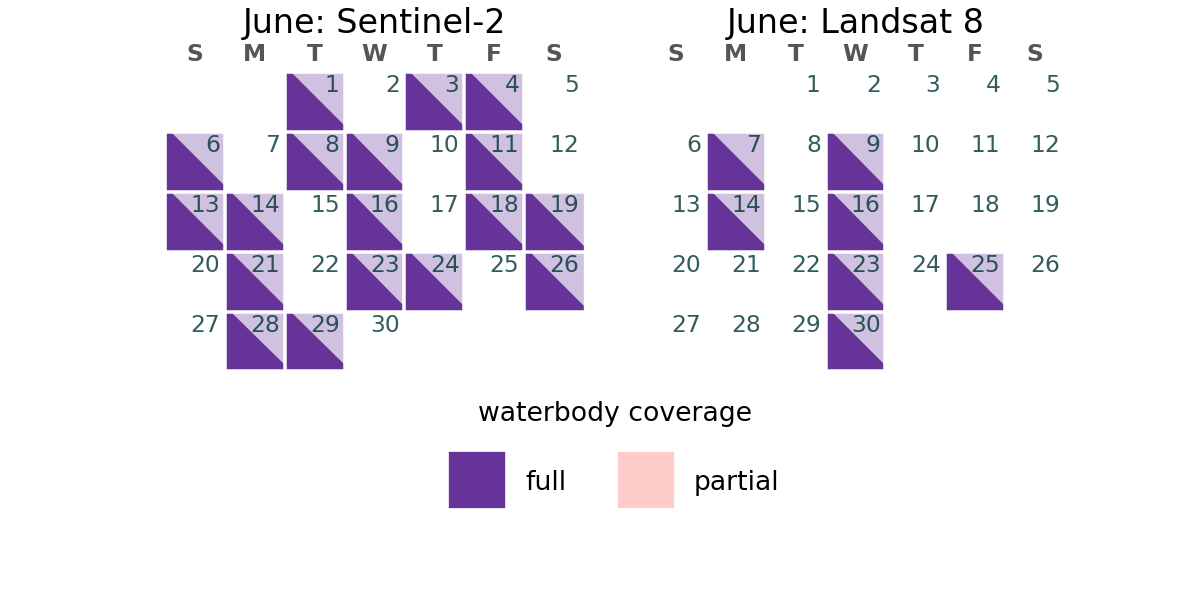 June: Sentinel-2
S M T W T F S
1 2 3 4 5
6 7 8 9 10 11 12
13 14 15 16 17 18 19
20 21 22 23 24 25 26
27 28 29 30
June: Landsat 8
S M T W T F S
1 2 3 4 5
6 7 8 9 10 11 12
13 14 15 16 17 18 19
20 21 22 23 24 25 26
27 28 29 30
waterbody coverage
full partial